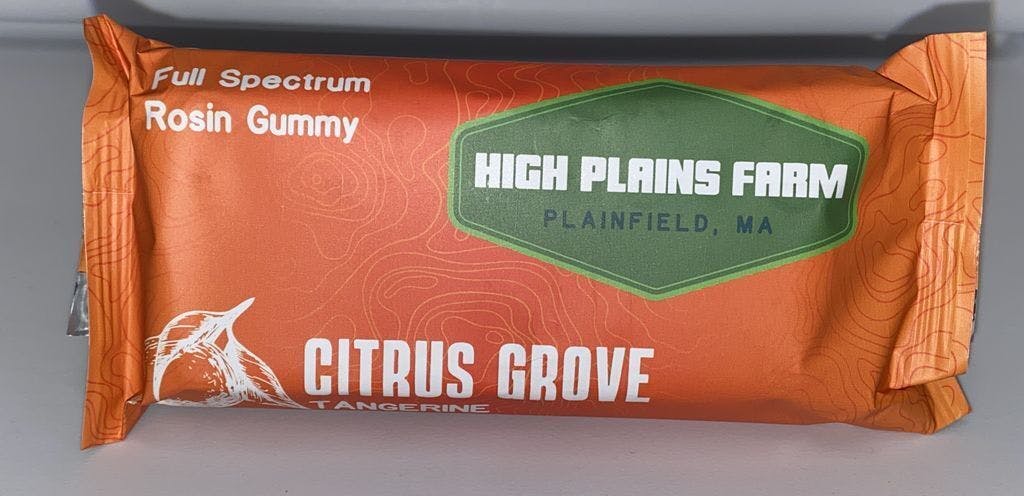 Full Spectrum
Rosin Gummy
HIGH PLAINS FARM
PLAINFIELD, MA
CITRUS GROVE
TANGERINE